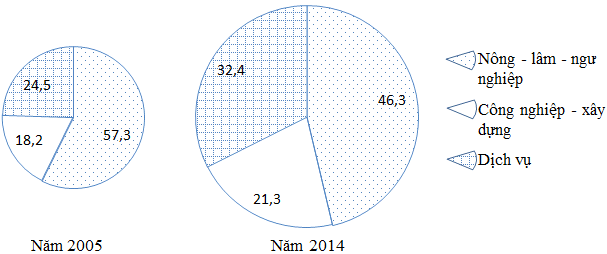 24,5
18,2
57,3
Năm 2005
32,4
46,3
21,3
Năm 2014
Nông - lâm - ngư
nghiệp
Công nghiệp - xây
dựng
Dịch vụ